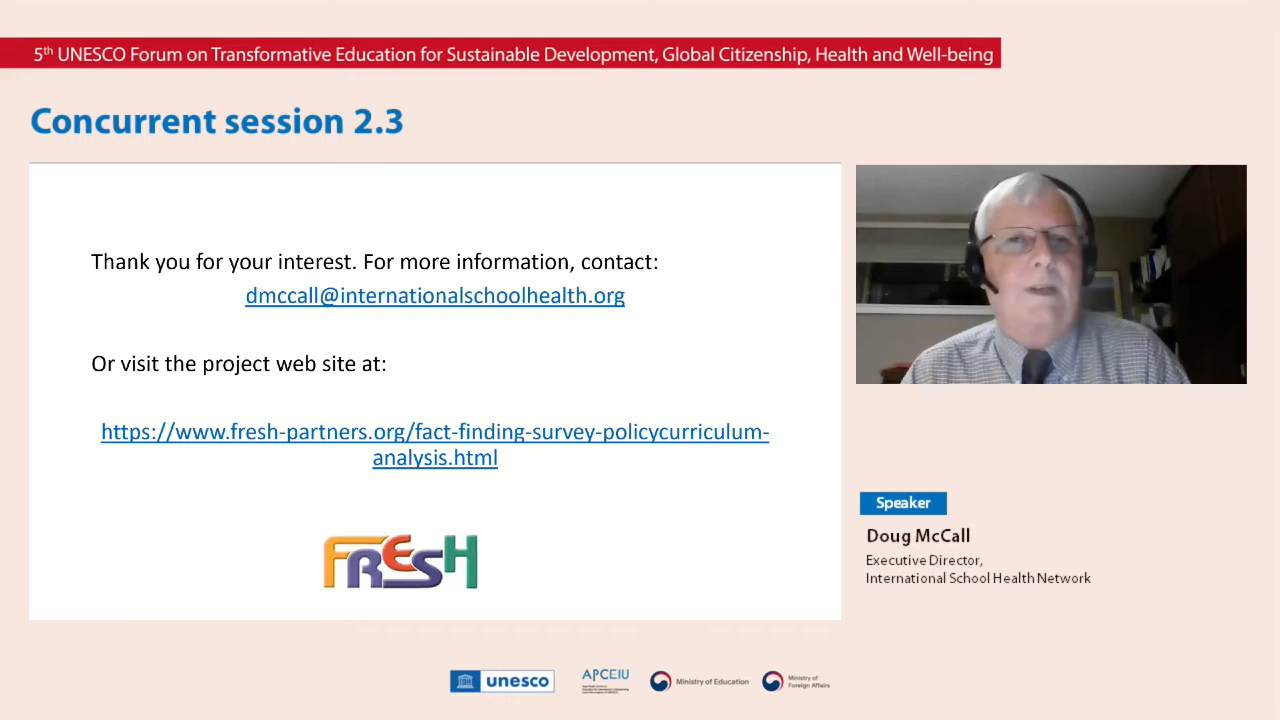 5th UNESCO Forum on Transformative Education for Sustainable Development, Global Citizenship, Health and Well-being
Concurrent session 2.3
Thank you for your interest. For more information, contact:
dmccall@internationalschoolhealth.org
Or visit the project web site at:
https://www.fresh-partners.org/fact-finding-survey-policycurriculum-
analysis.html
FRESH
Speaker
Doug McCall
Executive Director,
International School Health Network
unesco
APCEIU
Ministry of Education
Ministry of
Foreign Affairs